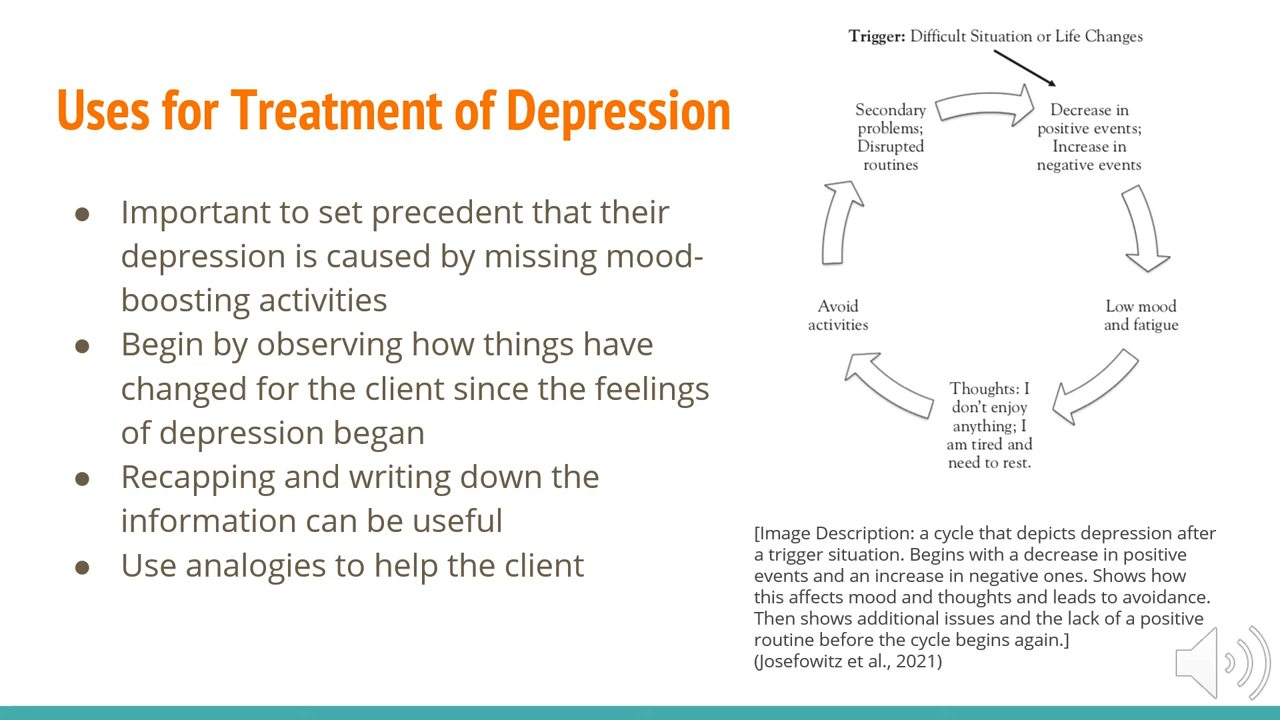 Uses for Treatment of Depression
● Important to set precedent that their
depression is caused by missing mood-
boosting activities
● Begin by observing how things have
changed for the client since the feelings
of depression began
● Recapping and writing down the
information can be useful
● Use analogies to help the client
Trigger: Difficult Situation or Life Changes
Decrease in
positive events;
Increase in
negative events
Low mood
and fatigue
Thoughts: I
don't enjoy
anything; I
am tired and
need to rest.
Avoid
activities
Secondary
problems;
Disrupted
routines
[Image Description: a cycle that depicts depression after
a trigger situation. Begins with a decrease in positive
events and an increase in negative ones. Shows how
this affects mood and thoughts and leads to avoidance.
Then shows additional issues and the lack of a positive
routine before the cycle begins again.]
(Josefowitz et al., 2021)